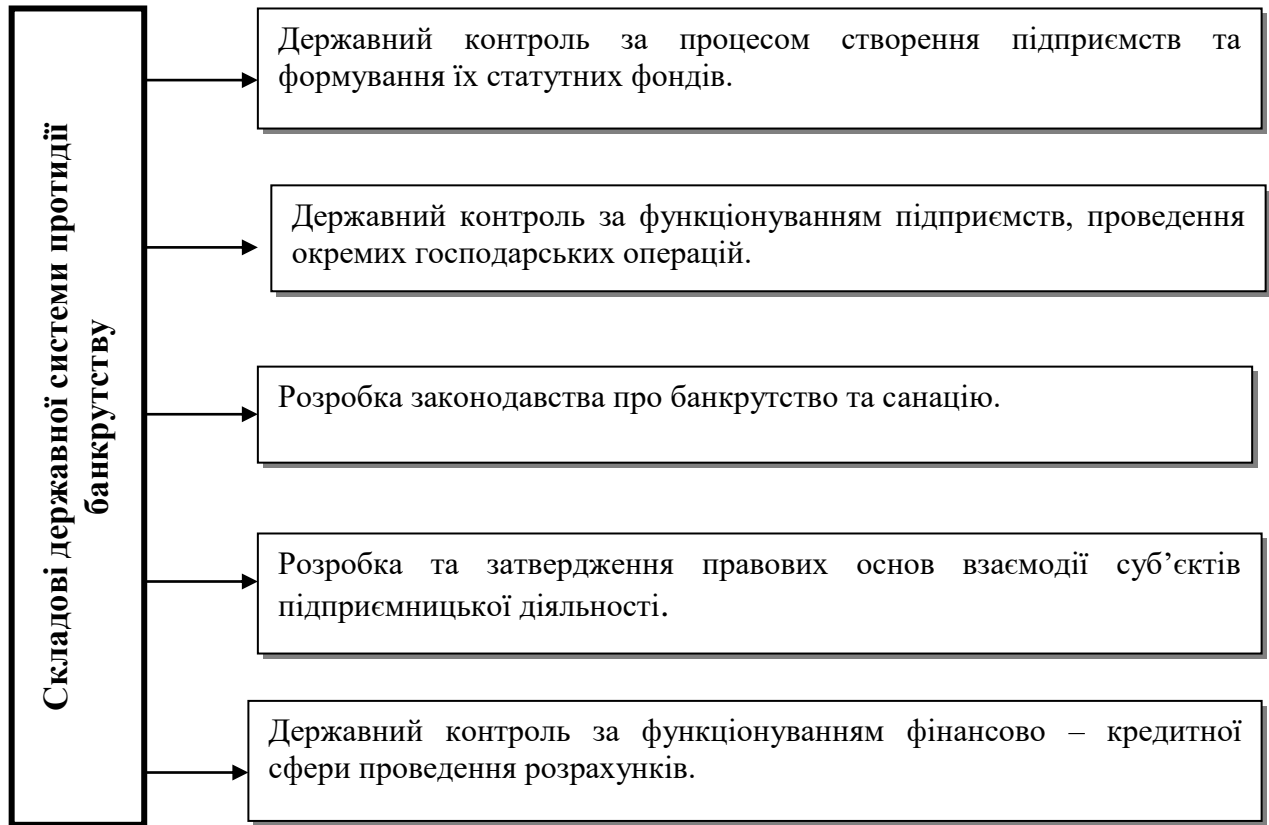 Складові державної системи протидії
банкрутству
Державний контроль за процесом створення підприємств та
формування їх статутних фондів.
Державний контроль за функціонуванням підприємств, проведення
окремих господарських операцій.
Розробка законодавства про банкрутство та санацію.
Розробка та затвердження правових основ взаємодії суб’єктів
підприємницької діяльності.
Державний контроль за функціонуванням фінансово – кредитної
сфери проведення розрахунків.